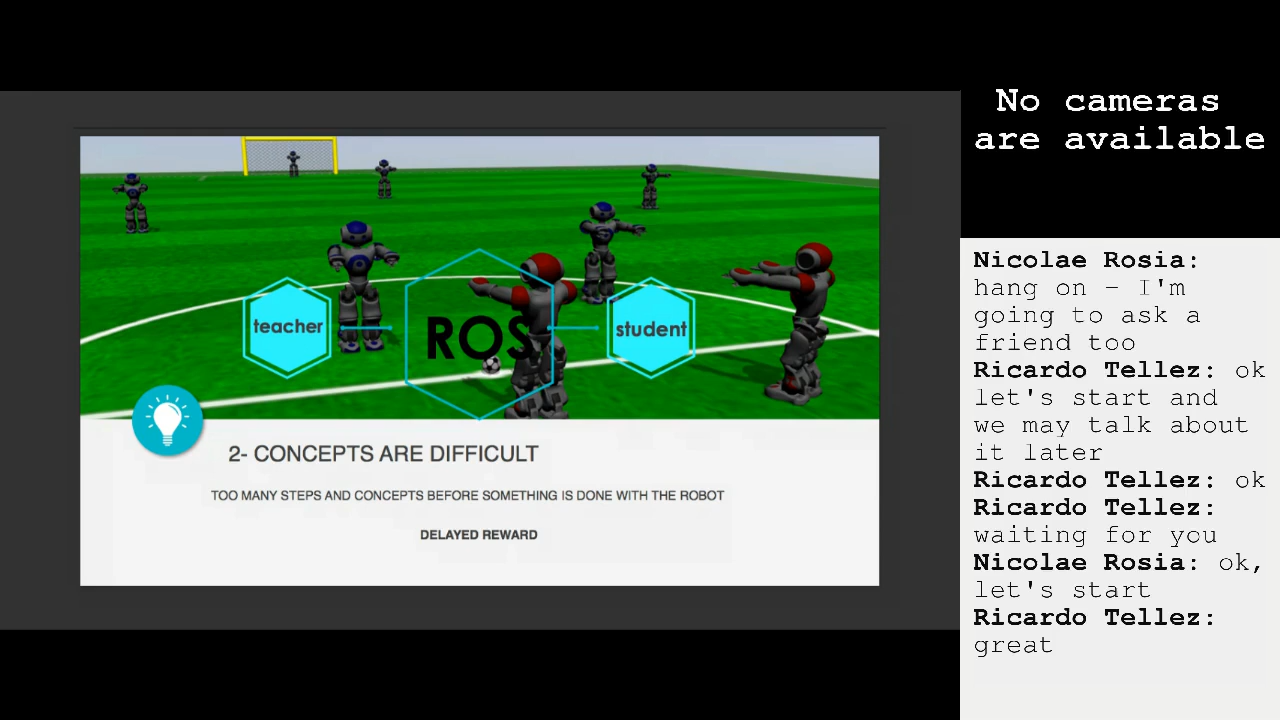 teacher
ROS
student
2- CONCEPTS ARE DIFFICULT
TOO MANY STEPS AND CONCEPTS BEFORE SOMETHING IS DONE WITH THE ROBOT
DELAYED REWARD
No cameras
are available
Nicolae Rosia:
hang on - I'm
going to ask a
friend too
Ricardo Tellez: ok
let's start and
we may talk about
it later
Ricardo Tellez: ok
Ricardo Tellez:
waiting for you
Nicolae Rosia: ok,
let's start
Ricardo Tellez:
great